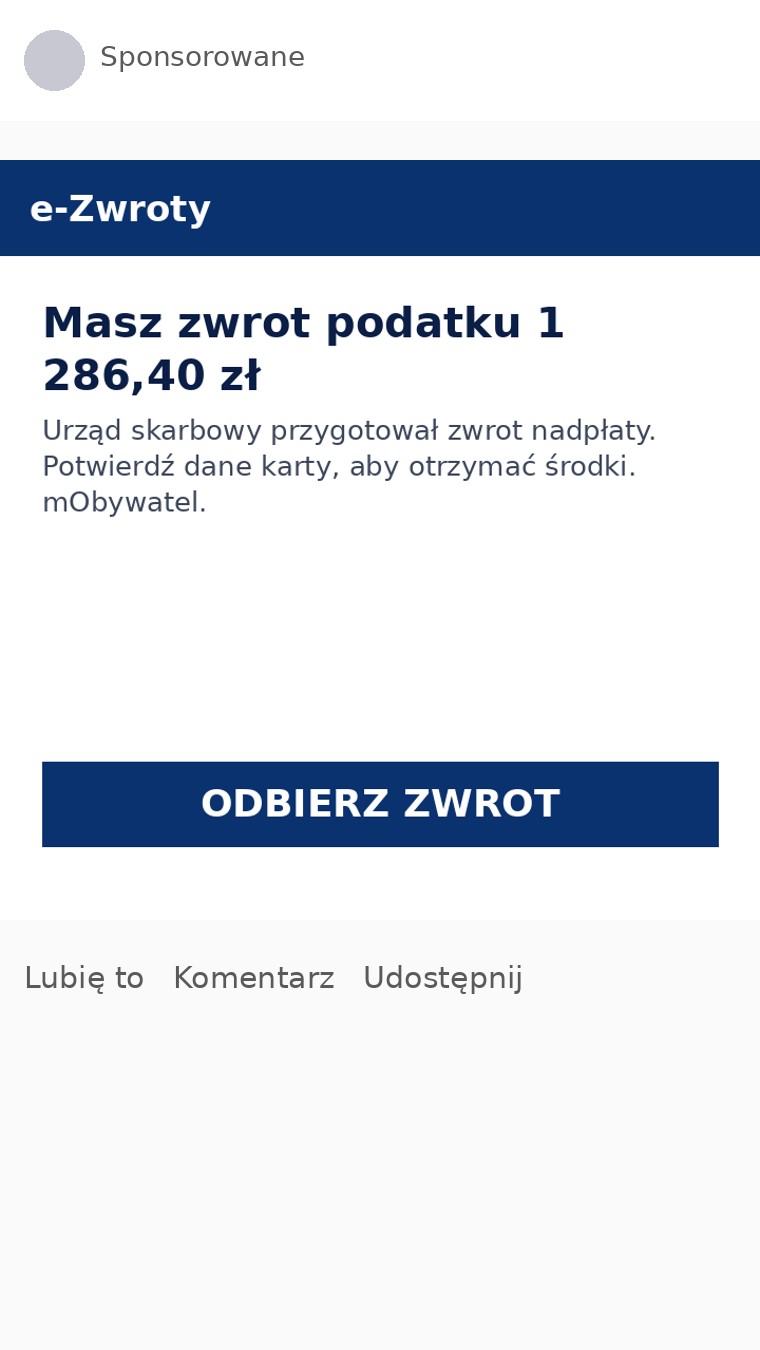 Sponsorowane
e-Zwroty
Masz zwrot podatku 1
286,40 zł
Urząd skarbowy przygotował zwrot nadpłaty.
Potwierdź dane karty, aby otrzymać środki.
mObywatel.
ODBIERZ ZWROT
Lubię to Komentarz Udostępnij